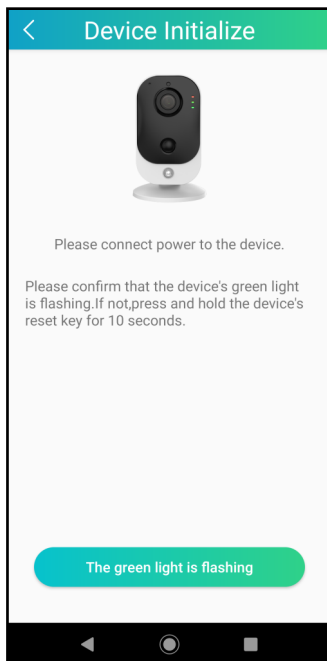 Device Initialize
Please connect power to the device.
Please confirm that the device's green light
is flashing.If not,press and hold the device's
reset key for 10 seconds.
The green light is flashing